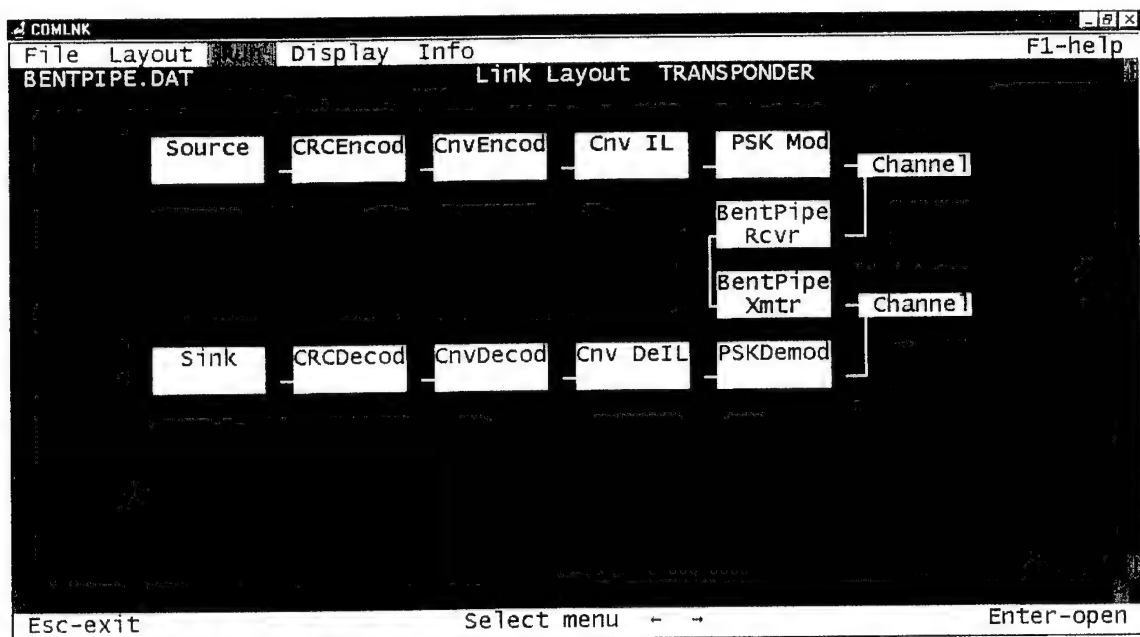 COMLNK
File Layout Run Display Info F1-help
BENTPIPE.DAT Link Layout TRANSPONDER
Source CRCEncod CnvEncod Cnv IL PSK Mod Channel
BentPipe
Rcvr
BentPipe
Xmtr Channel
Sink CRCDecod CnvDecod Cnv DeIL PSKDemod
Esc-exit Select menu ← → Enter-open